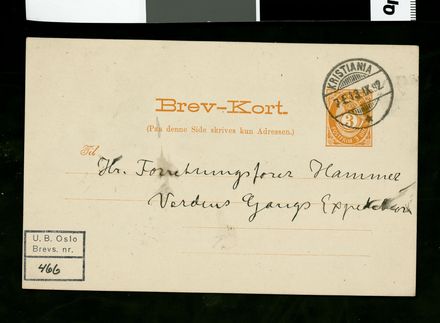 KRISTIANIA
Brev-Kort.
(Paa denne Side skrives kun Adressen.)
3
Til
Hr. Forretningsfører Hammer
Verdens Gangs Expedition
U. B. Oslo
Brevs. nr.
466